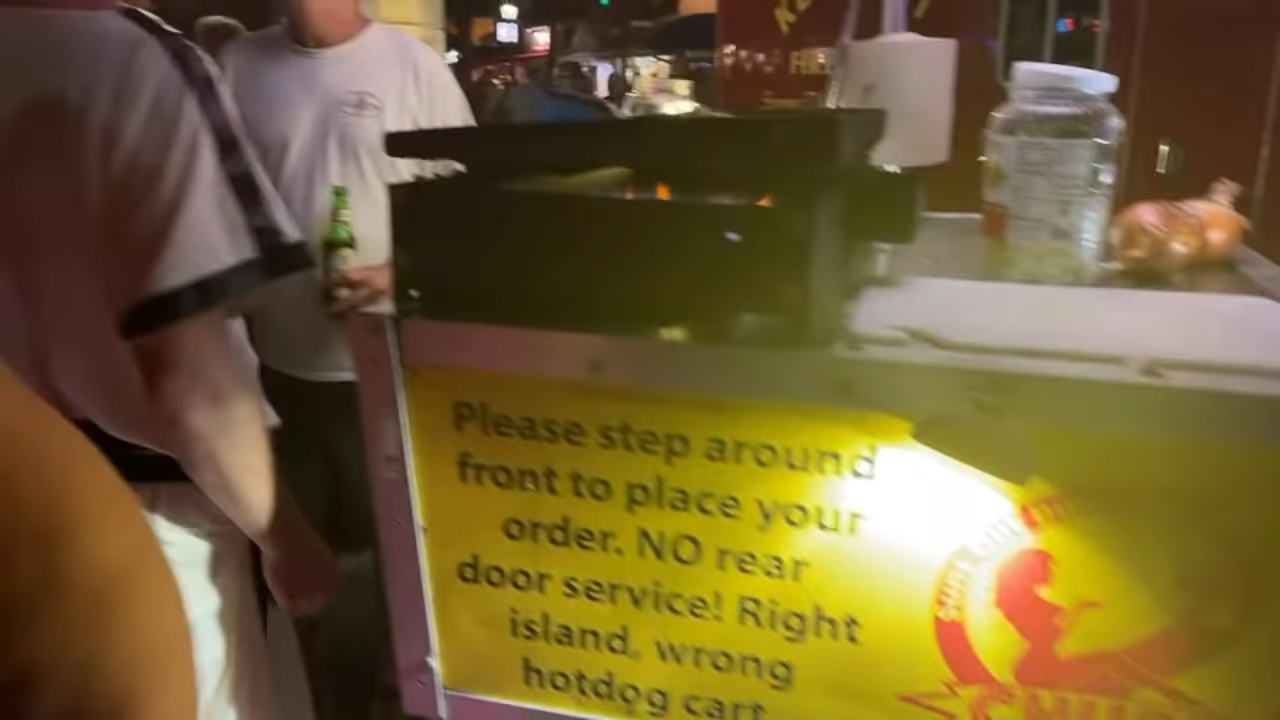 Please step around
front to place your
order. NO rear
door service! Right
island, wrong
hotdog cart